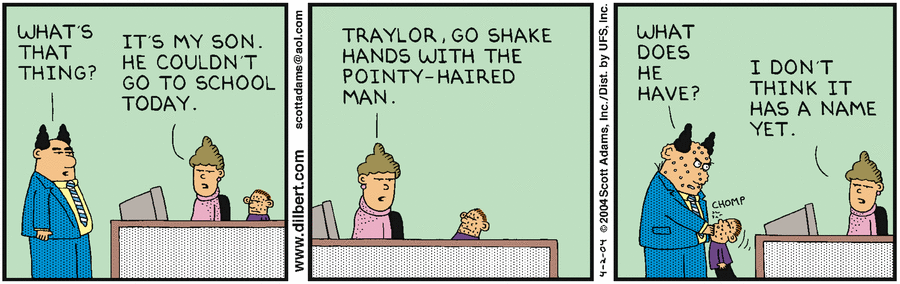 WHAT'S
THAT
THING?
IT'S MY SON.
HE COULDN'T
GO TO SCHOOL
TODAY.
www.dilbert.com scottadams@aol.com
TRAYLOR, GO SHAKE
HANDS WITH THE
POINTY-HAIRED
MAN.
4-2-04 © 2004 Scott Adams, Inc./Dist. by UFS, Inc.
WHAT
DOES
HE
HAVE?
CHOMP
I DON'T
THINK IT
HAS A NAME
YET.